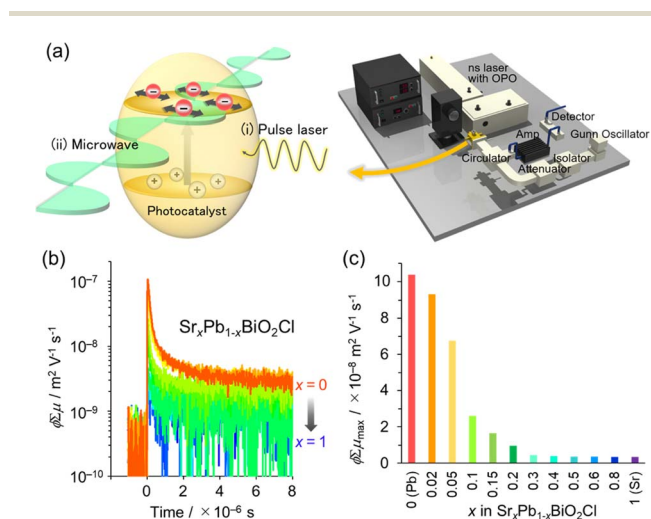 (a)
ns laser
with OPO
(i) Pulse laser
(ii) Microwave
Photocatalyst
Detector
Amp
Gunn Oscillator
Circulator
Isolator
Attenuator
(b)
SrₓPb₁₋ₓBiO₂Cl
x = 0
x = 1
ϕΣμ / m² V⁻¹ s⁻¹
10⁻⁷
10⁻⁸
10⁻⁹
10⁻¹⁰
0 2 4 6 8
Time / ×10⁻⁶ s
(c)
ϕΣμₘₐₓ / ×10⁻⁸ m² V⁻¹ s⁻¹
10
8
6
4
2
0
0 (Pb) 0.02 0.05 0.1 0.15 0.2 0.3 0.4 0.5 0.6 0.8 1 (Sr)
x in SrₓPb₁₋ₓBiO₂Cl